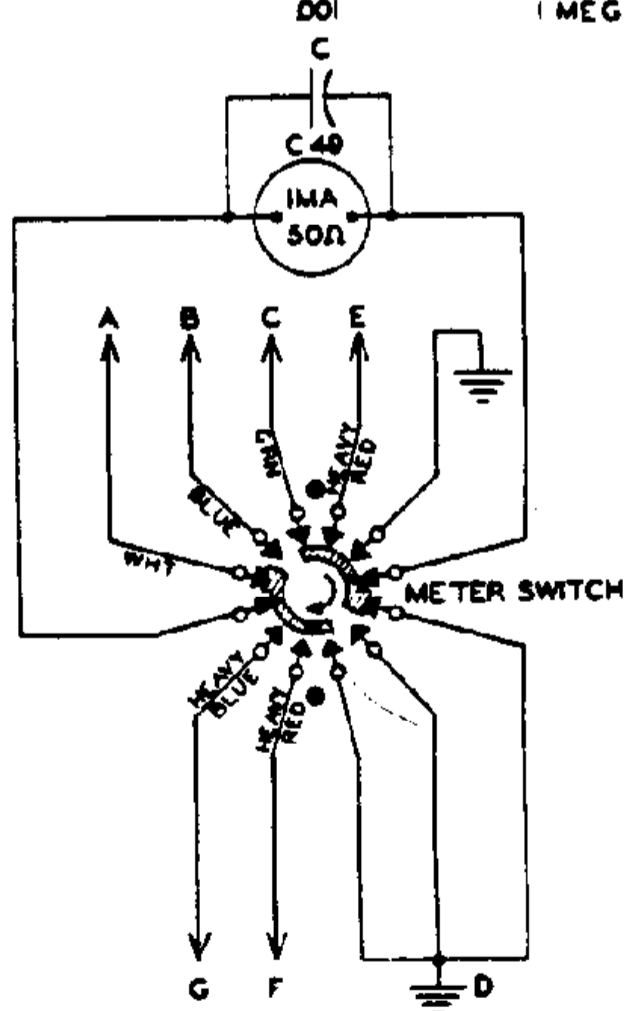 .001 1 MEG
C
C 49
1MA
50Ω
A B C E
GRN
HEAVY
RED
BLUE
WHT
METER SWITCH
HEAVY
BLUE
HEAVY
RED
G F D